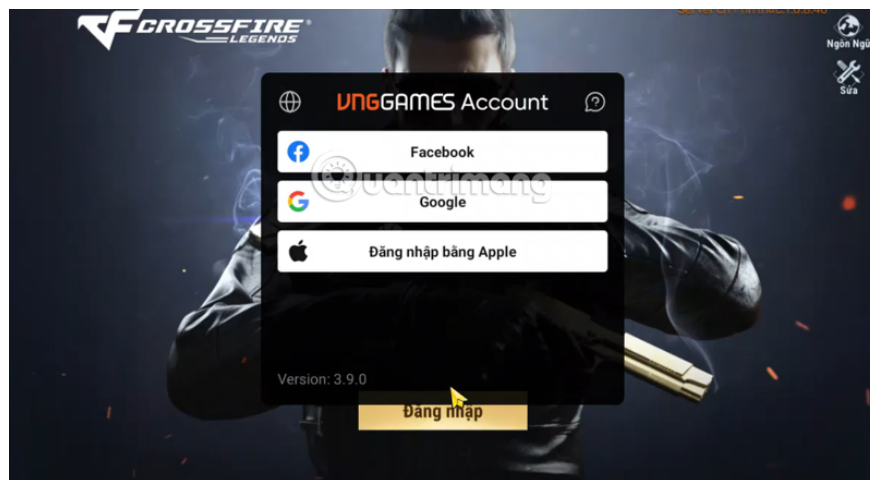 CROSSFIRE
LEGENDS
Ngôn Ngữ
Sửa
VNGGAMES Account
Facebook
Quantrimang
Google
Đăng nhập bằng Apple
Version: 3.9.0
Đăng nhập